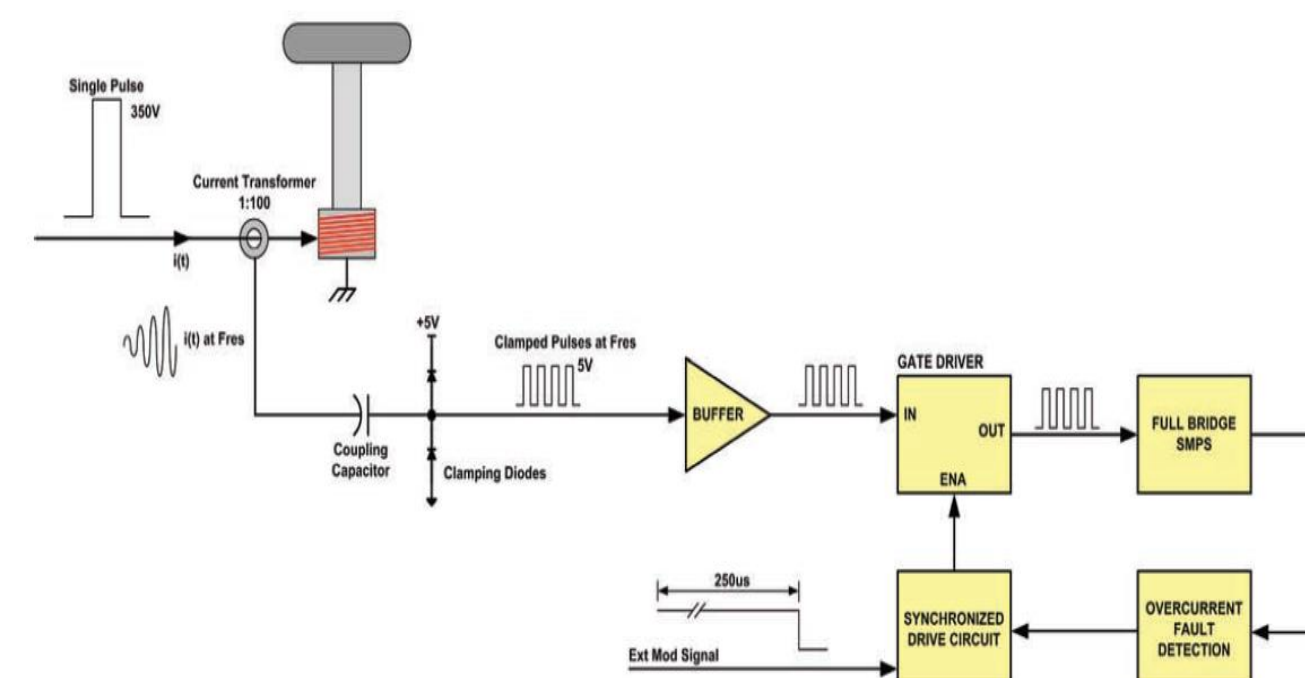 Single Pulse
350V
Current Transformer
1:100
i(t)
i(t) at Fres
+5V
Clamped Pulses at Fres
5V
Coupling
Capacitor
Clamping Diodes
BUFFER
GATE DRIVER
IN
OUT
ENA
FULL BRIDGE
SMPS
250us
Ext Mod Signal
SYNCHRONIZED
DRIVE CIRCUIT
OVERCURRENT
FAULT
DETECTION